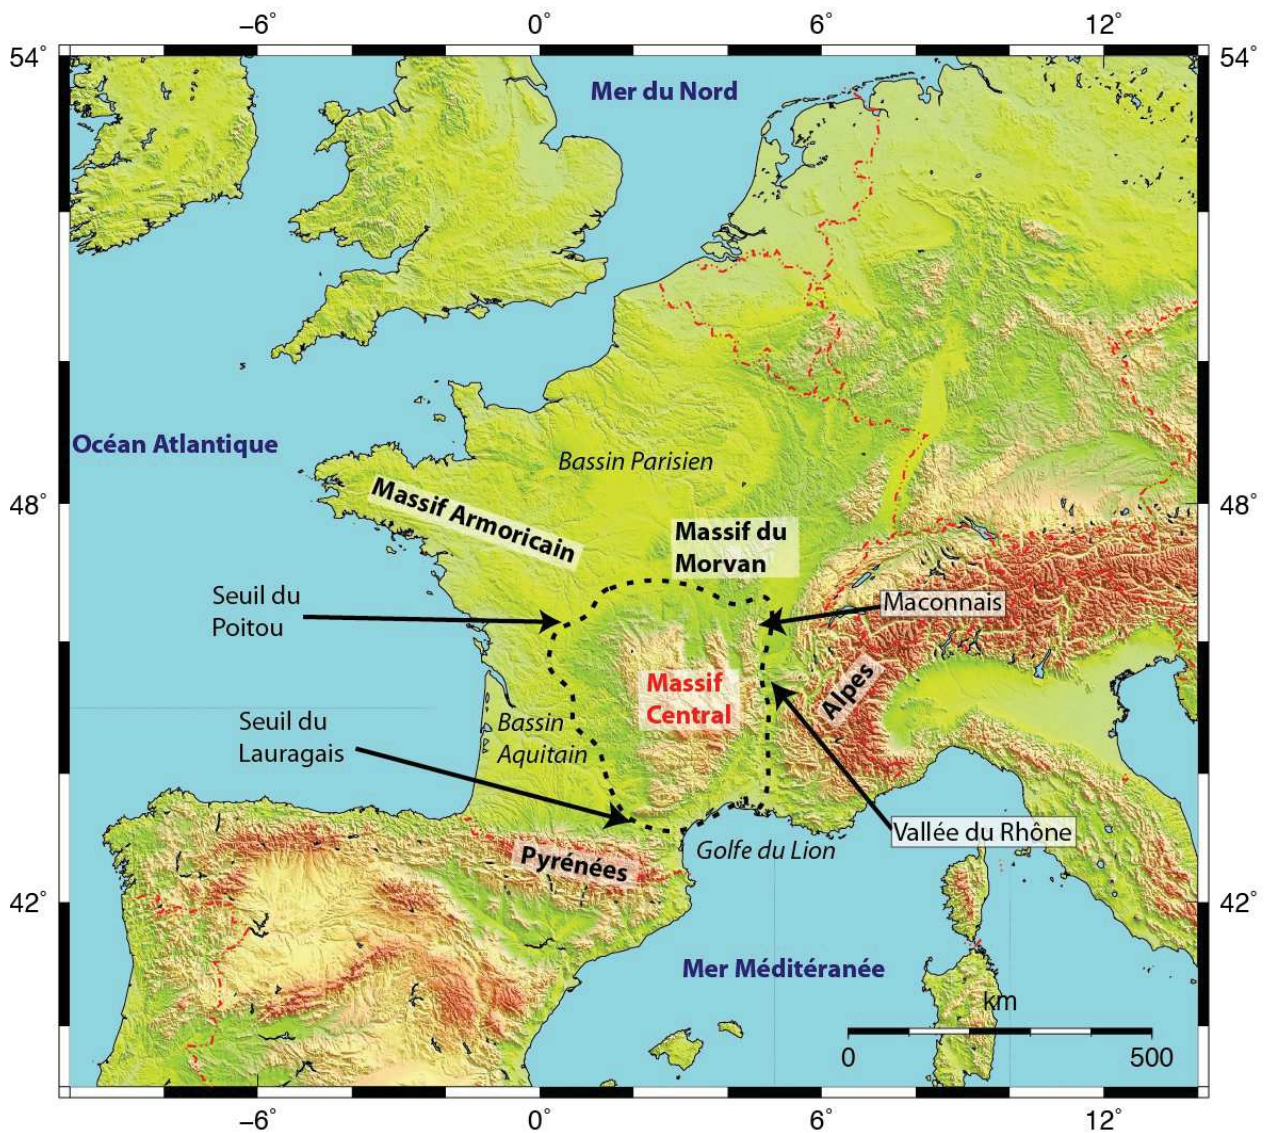 −6° 0° 6° 12°
54° 54°
Mer du Nord
Océan Atlantique
Bassin Parisien
48° 48°
Massif Armoricain
Massif du
Morvan
Seuil du
Poitou
Maconnais
Massif
Central
Alpes
Seuil du
Lauragais
Bassin
Aquitain
Vallée du Rhône
Golfe du Lion
Pyrénées
42° 42°
Mer Méditéranée
km
0 500
−6° 0° 6° 12°